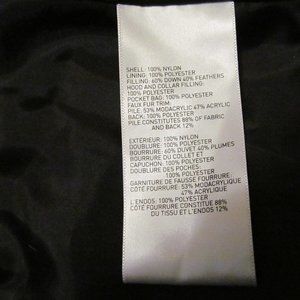 SHELL: 100% NYLON
LINING: 100% POLYESTER
FILLING: 60% DOWN 40% FEATHERS
HOOD AND COLLAR FILLING:
100% POLYESTER
POCKET BAG: 100% POLYESTER
FAUX FUR TRIM:
PILE: 53% MODACRYLIC 47% ACRYLIC
BACK: 100% POLYESTER
PILE CONSTITUTES 88% OF FABRIC
AND BACK 12%
EXTÉRIEUR: 100% NYLON
DOUBLURE: 100% POLYESTER
BOURRURE: 60% DUVET 40% PLUMES
BOURRURE DU COLLET ET
CAPUCHON: 100% POLYESTER
DOUBLURE DES POCHES:
100% POLYESTER
GARNITURE DE FAUSSE FOURRURE:
CÔTÉ FOURRURE: 53% MODACRYLIQUE
47% ACRYLIQUE
L'ENDOS: 100% POLYESTER
CÔTÉ FOURRURE CONSTITUE 88%
DU TISSU ET L'ENDOS 12%